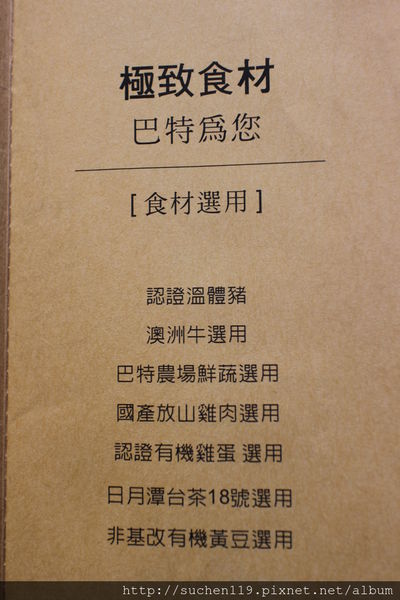 極致食材
巴特為您
[ 食材選用 ]
認證溫體豬
澳洲牛選用
巴特農場鮮蔬選用
國產放山雞肉選用
認證有機雞蛋 選用
日月潭台茶18號選用
非基改有機黃豆選用
http://suchen119.pixnet.net/album